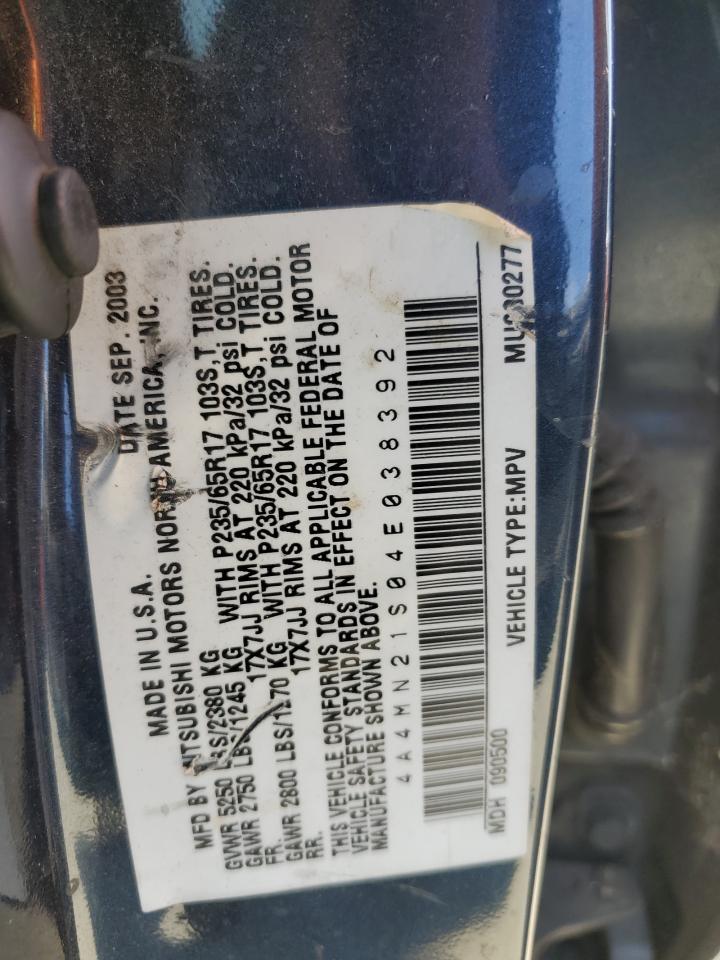 MADE IN U.S.A. DATE SEP. 2003
MFD BY MITSUBISHI MOTORS NORTH AMERICA, INC.
GVWR 5250 LBS/2380 KG
GAWR 2750 LBS/1245 KG WITH P235/65R17 103S,T TIRES.
FR. 17X7JJ RIMS AT 220 kPa/32 psi COLD.
GAWR 2800 LBS/1270 KG WITH P235/65R17 103S,T TIRES.
RR. 17X7JJ RIMS AT 220 kPa/32 psi COLD.
THIS VEHICLE CONFORMS TO ALL APPLICABLE FEDERAL MOTOR
VEHICLE SAFETY STANDARDS IN EFFECT ON THE DATE OF
MANUFACTURE SHOWN ABOVE.
4A4MN21S04E038392
MDH 090500 VEHICLE TYPE:MPV